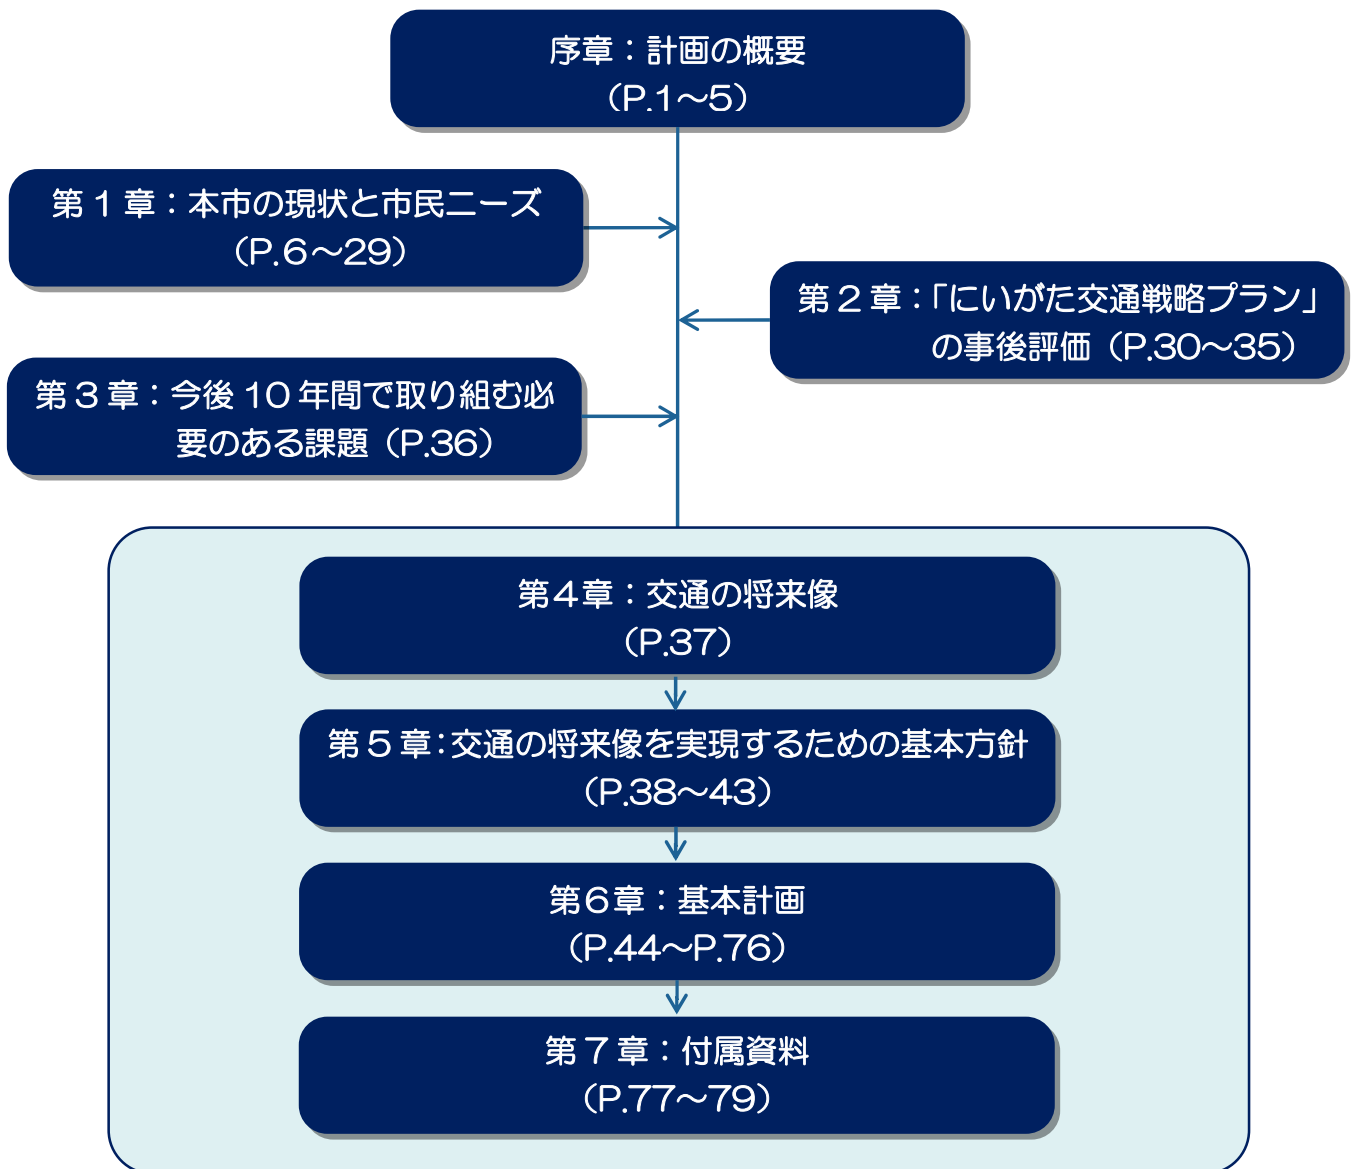 序章：計画の概要
（P.1～5）
第 1 章：本市の現状と市民ニーズ
（P.6～29）
第 2 章：「にいがた交通戦略プラン」
の事後評価（P.30～35）
第 3 章：今後 10 年間で取り組む必
要のある課題（P.36）
第４章：交通の将来像
（P.37）
第 5 章：交通の将来像を実現するための基本方針
（P.38～43）
第６章：基本計画
（P.44～P.76）
第 7 章：付属資料
（P.77～79）